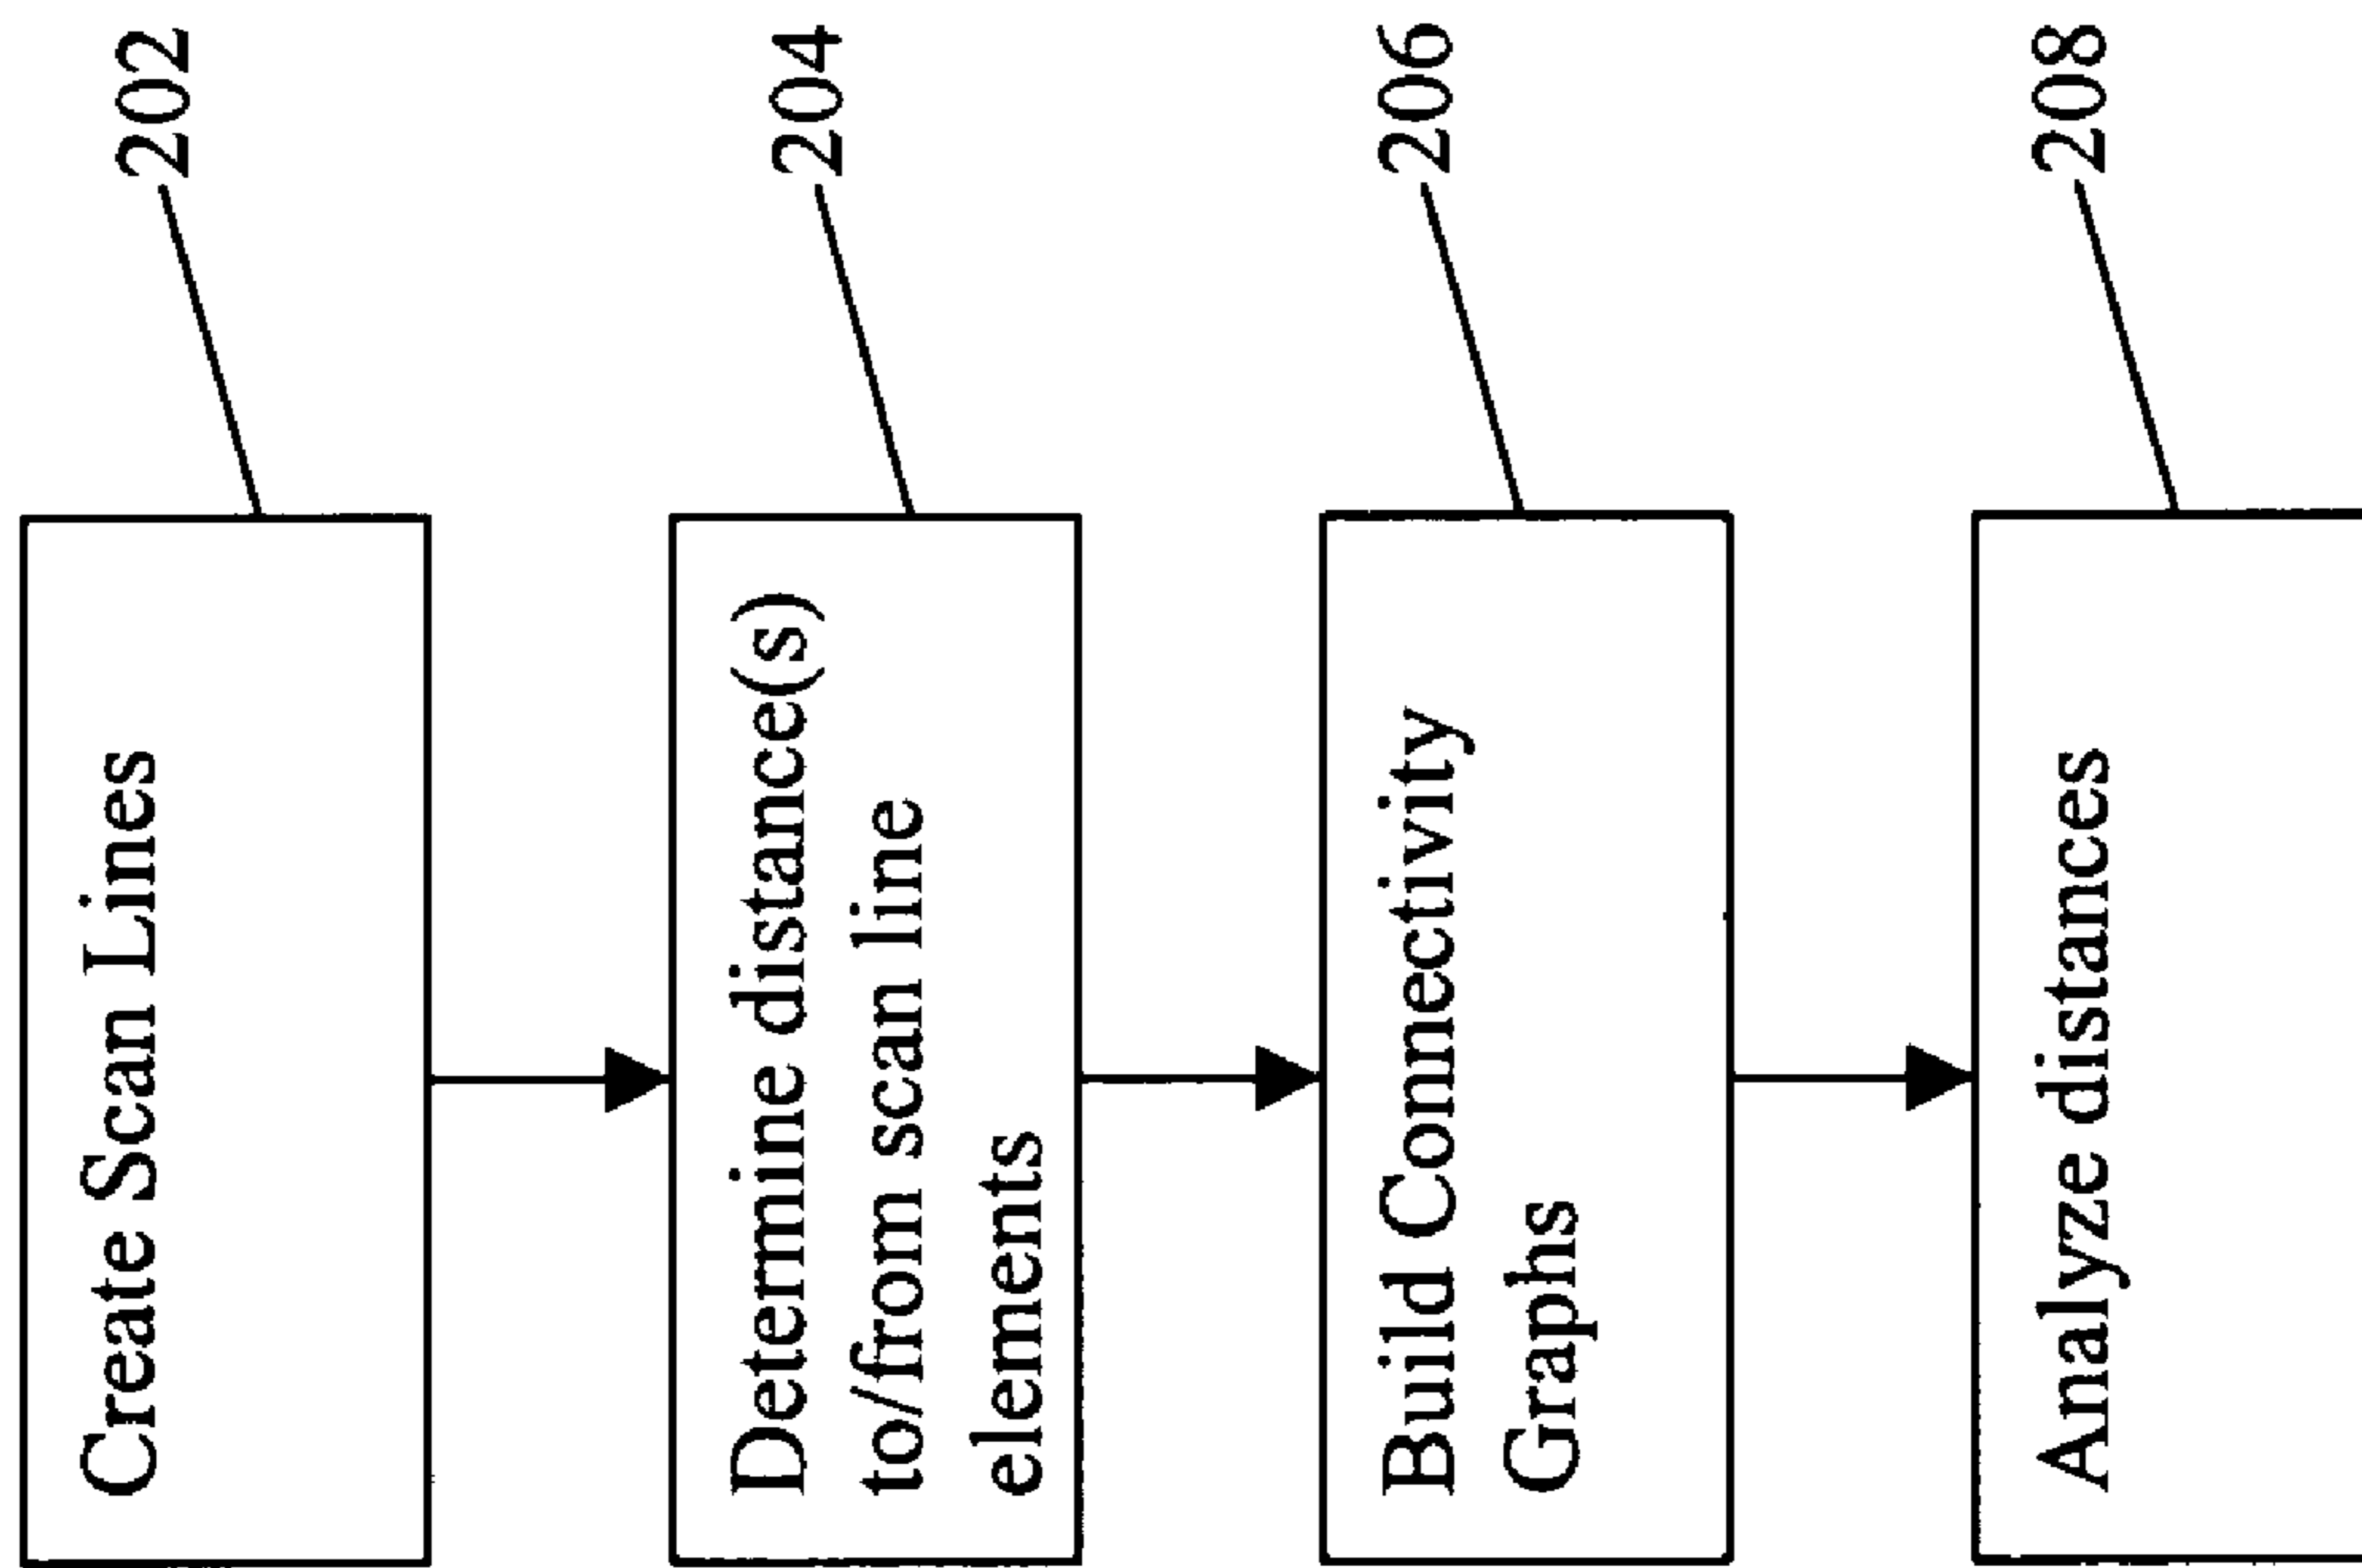 Create Scan Lines
202
Determine distance(s)
to/from scan line
elements
204
Build Connectivity
Graphs
206
Analyze distances
208